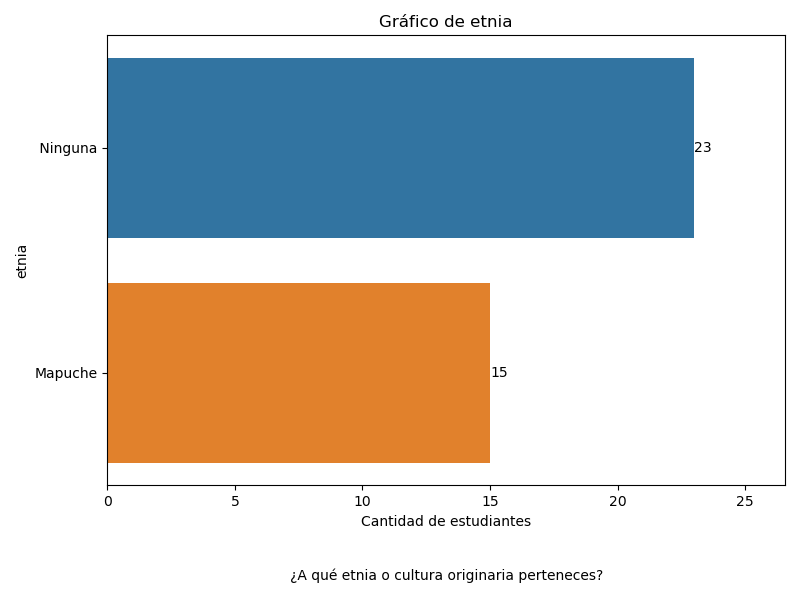 Gráfico de etnia
etnia
Ninguna
23
Mapuche
15
0 5 10 15 20 25
Cantidad de estudiantes
¿A qué etnia o cultura originaria perteneces?